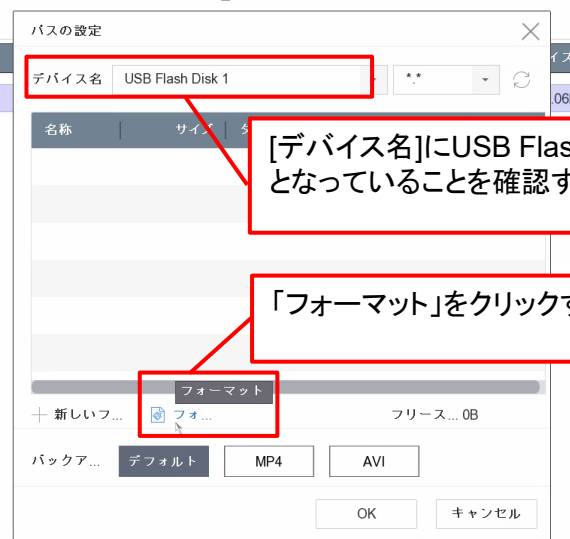 パスの設定
デバイス名 USB Flash Disk 1 *.*
名称 サイズ
[デバイス名]にUSB Flas
となっていることを確認す
「フォーマット」をクリックす
フォーマット
新しいフ... フォ... フリース... 0B
バックア... デフォルト MP4 AVI
OK キャンセル